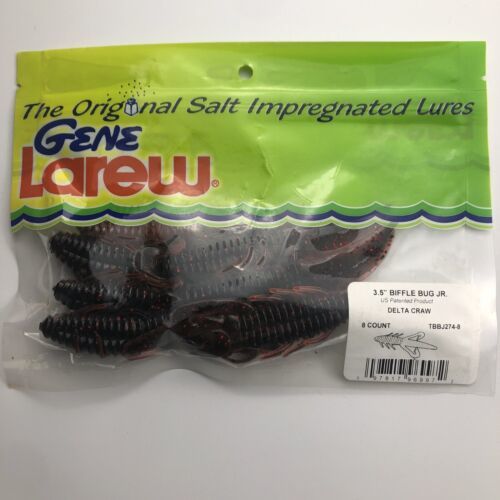 The Original Salt Impregnated Lures
GENE
Larew®
3.5" BIFFLE BUG JR.
US Patented Product
DELTA CRAW
8 COUNT TBBJ274-8